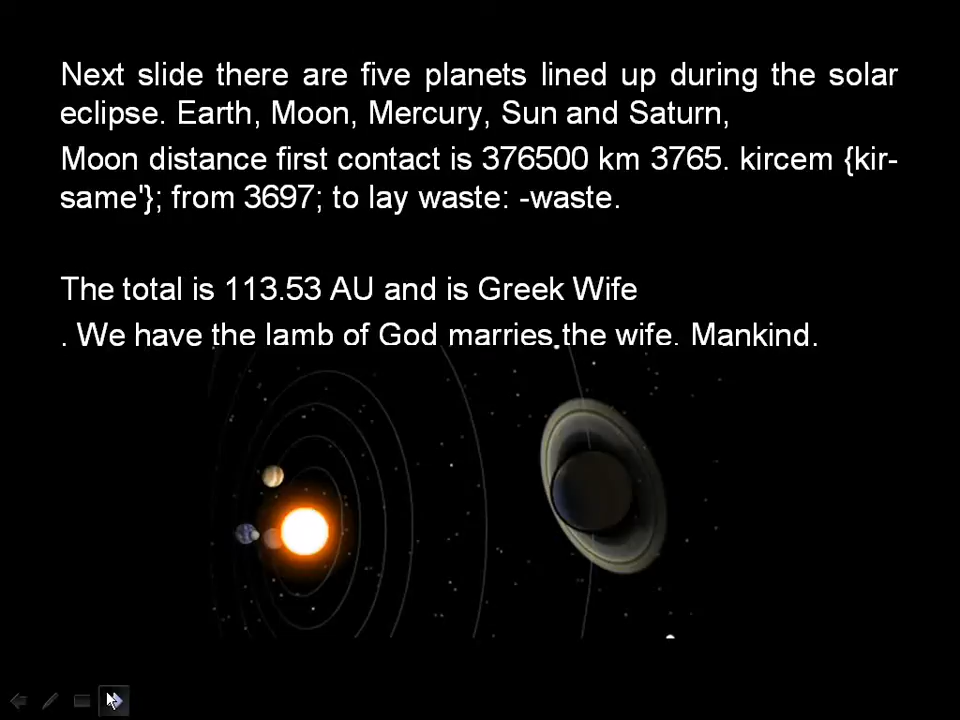 Next slide there are five planets lined up during the solar
eclipse. Earth, Moon, Mercury, Sun and Saturn,
Moon distance first contact is 376500 km 3765. kircem {kir-
same'}; from 3697; to lay waste: -waste.
The total is 113.53 AU and is Greek Wife
. We have the lamb of God marries the wife. Mankind.